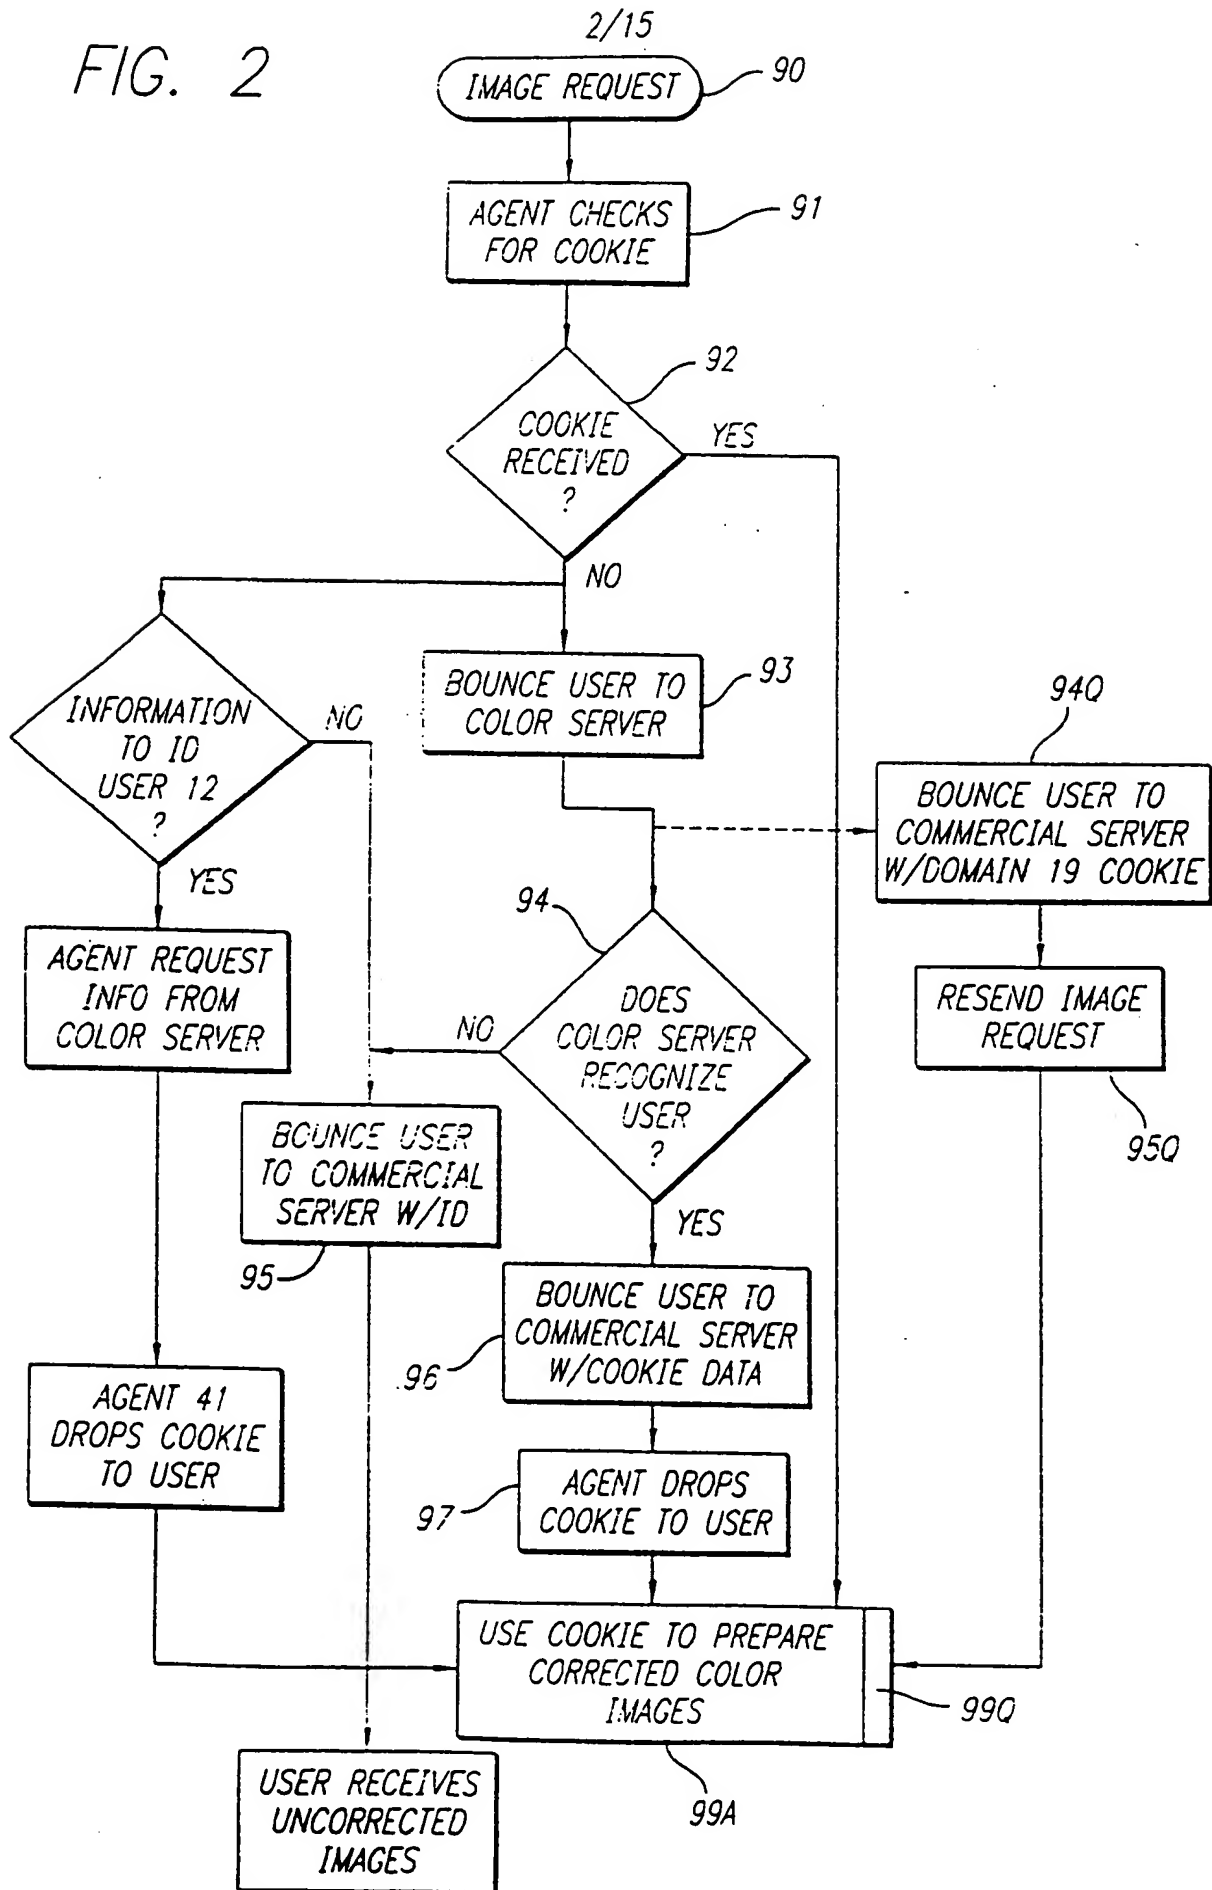 2/15
FIG. 2
IMAGE REQUEST
90
AGENT CHECKS
FOR COOKIE
91
92
COOKIE
RECEIVED
?
YES
NO
INFORMATION
TO ID
USER 12
?
NO
YES
BOUNCE USER TO
COLOR SERVER
93
94Q
BOUNCE USER TO
COMMERCIAL SERVER
W/DOMAIN 19 COOKIE
AGENT REQUEST
INFO FROM
COLOR SERVER
94
DOES
COLOR SERVER
RECOGNIZE
USER
?
NO
YES
RESEND IMAGE
REQUEST
95Q
BOUNCE USER
TO COMMERCIAL
SERVER W/ID
95
BOUNCE USER TO
COMMERCIAL SERVER
W/COOKIE DATA
96
AGENT 41
DROPS COOKIE
TO USER
AGENT DROPS
COOKIE TO USER
97
USE COOKIE TO PREPARE
CORRECTED COLOR
IMAGES
99Q
99A
USER RECEIVES
UNCORRECTED
IMAGES